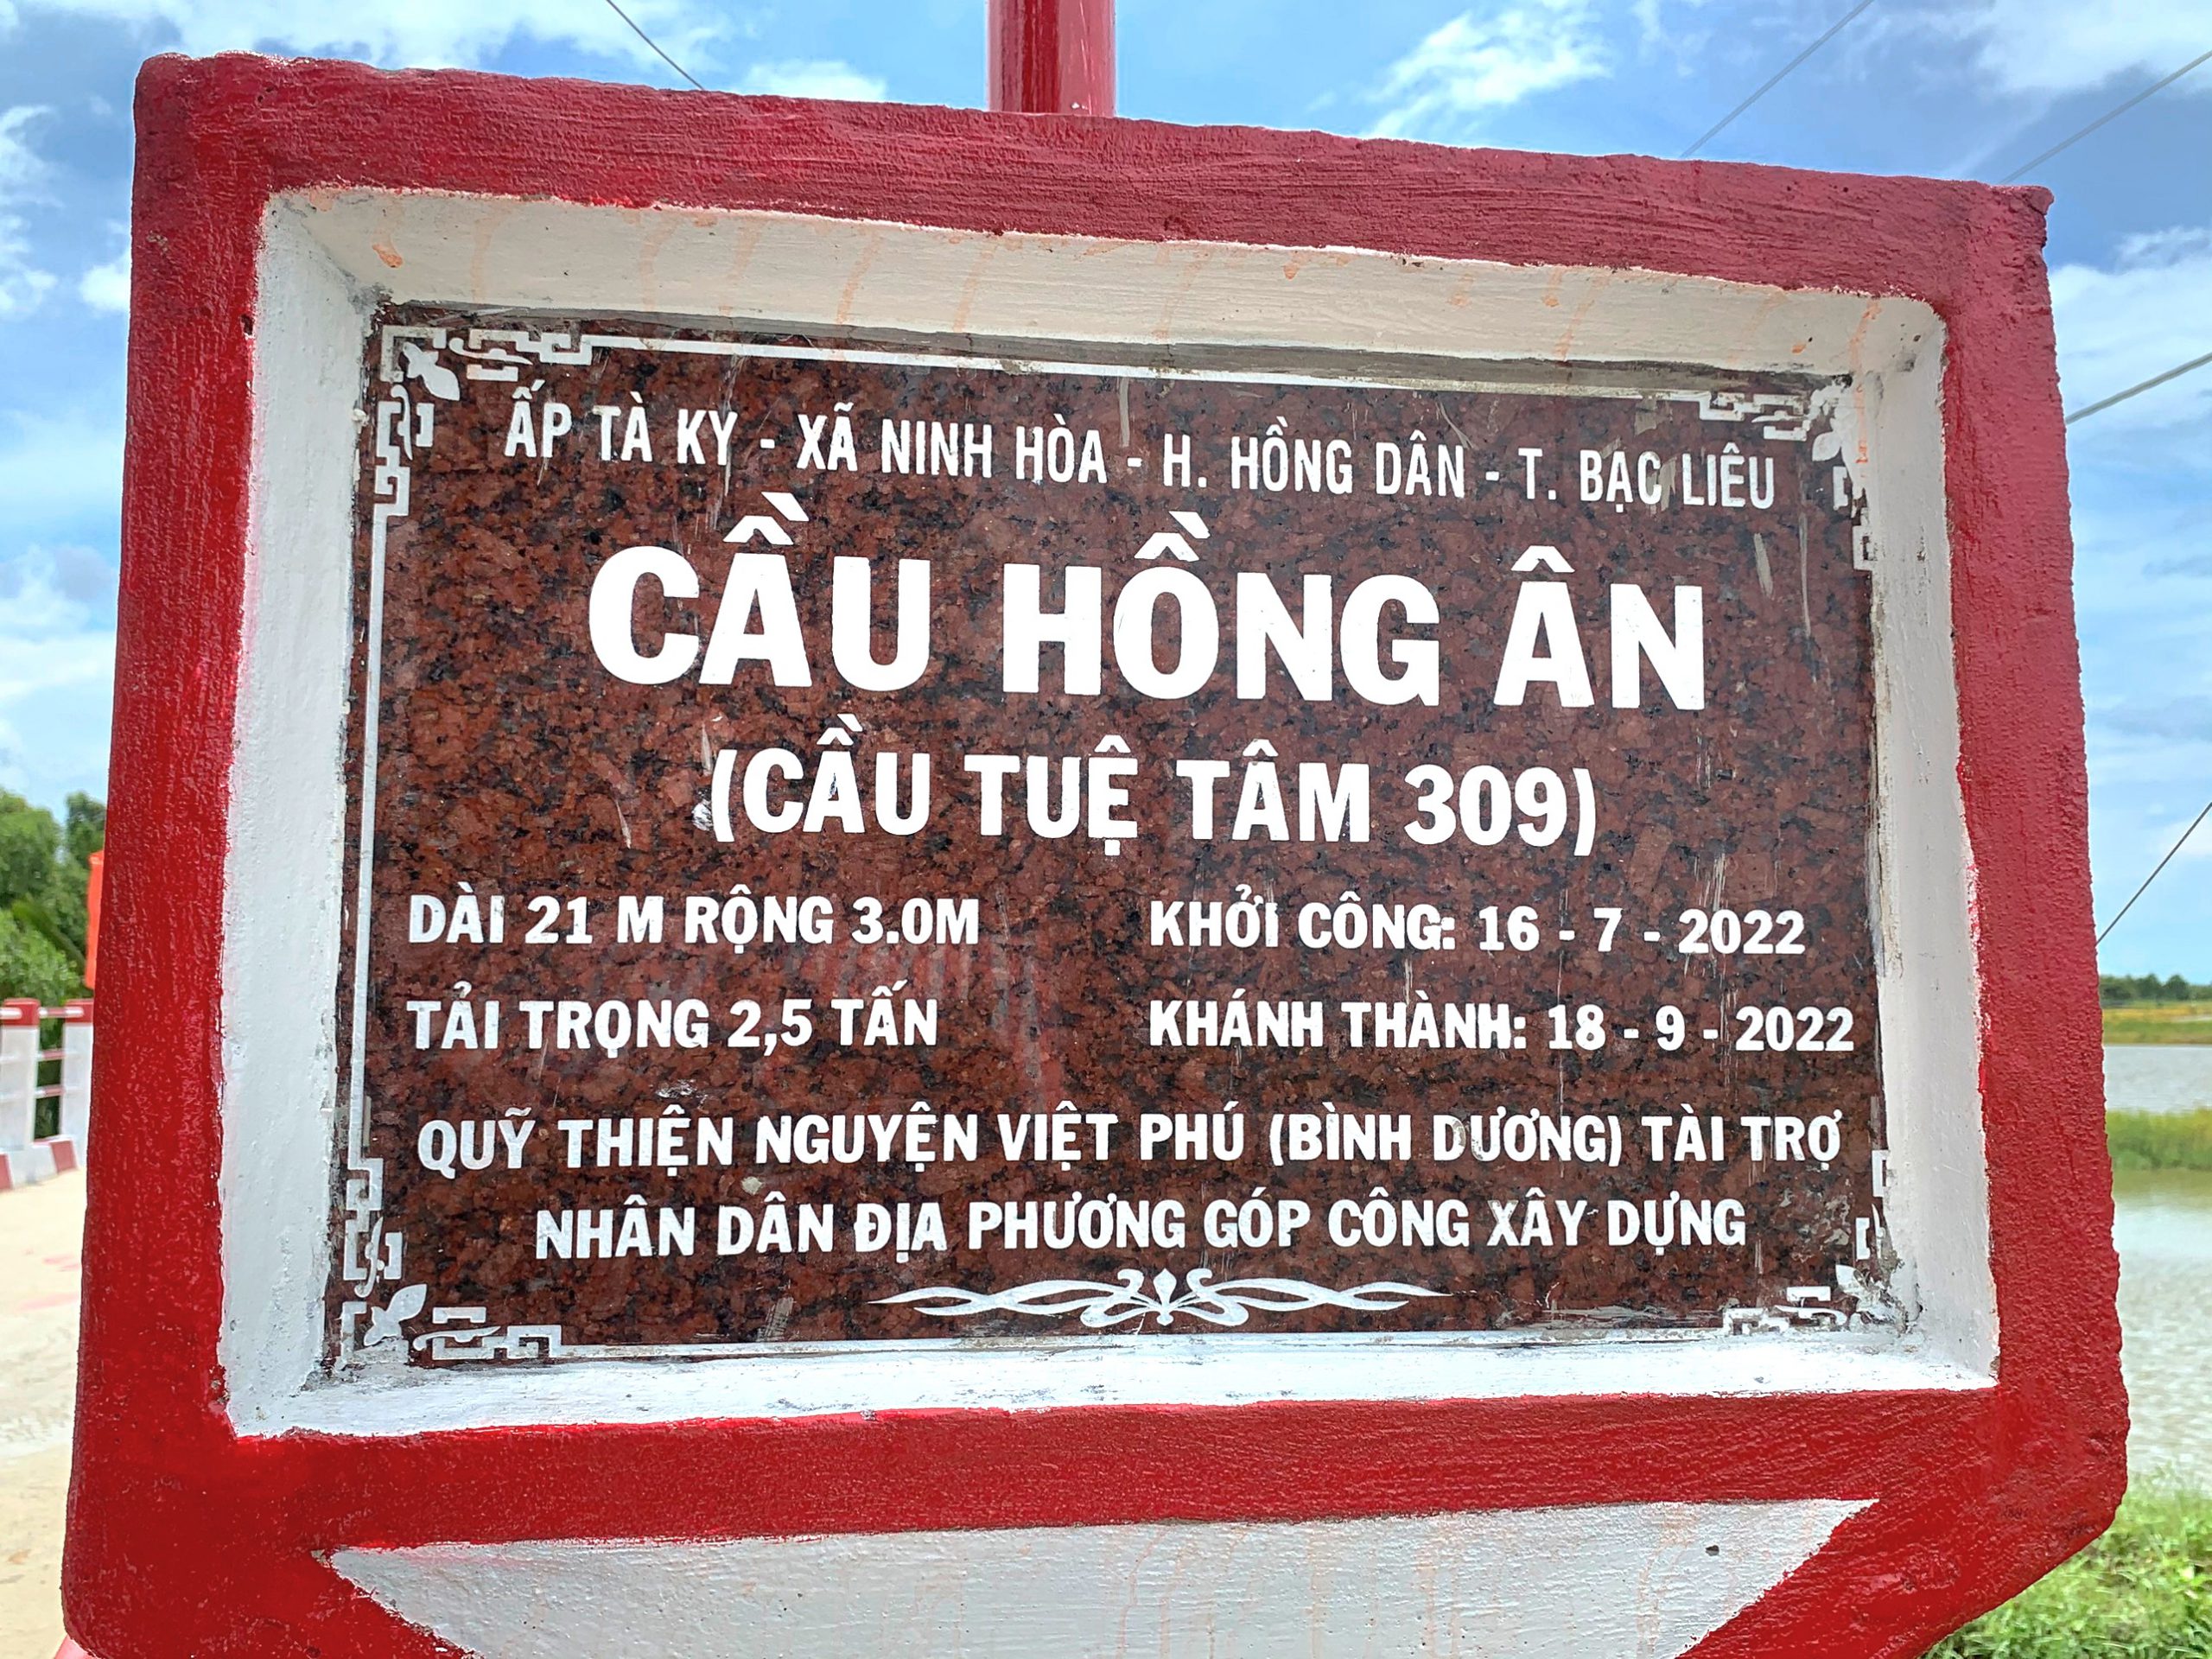 ẤP TÀ KY - XÃ NINH HÒA - H. HỒNG DÂN - T. BẠC LIÊU
CẦU HỒNG ÂN
(CẦU TUỆ TÂM 309)
DÀI 21 M RỘNG 3.0M KHỞI CÔNG: 16 - 7 - 2022
TẢI TRỌNG 2,5 TẤN KHÁNH THÀNH: 18 - 9 - 2022
QUỸ THIỆN NGUYỆN VIỆT PHÚ (BÌNH DƯƠNG) TÀI TRỢ
NHÂN DÂN ĐỊA PHƯƠNG GÓP CÔNG XÂY DỰNG